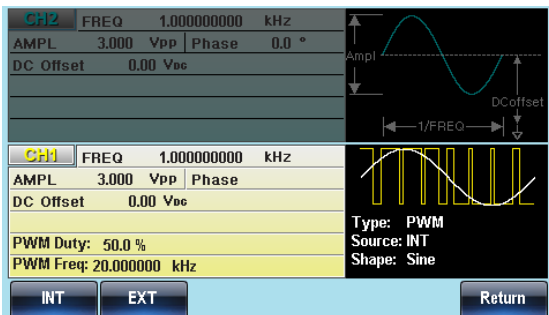 CH2 FREQ 1.000000000 kHz
AMPL 3.000 Vpp Phase 0.0 °
DC Offset 0.00 VDC
Ampl
DCoffset
1/FREQ
CH1 FREQ 1.000000000 kHz
AMPL 3.000 Vpp Phase
DC Offset 0.00 VDC
PWM Duty: 50.0 %
PWM Freq: 20.000000 kHz
Type: PWM
Source: INT
Shape: Sine
INT EXT Return